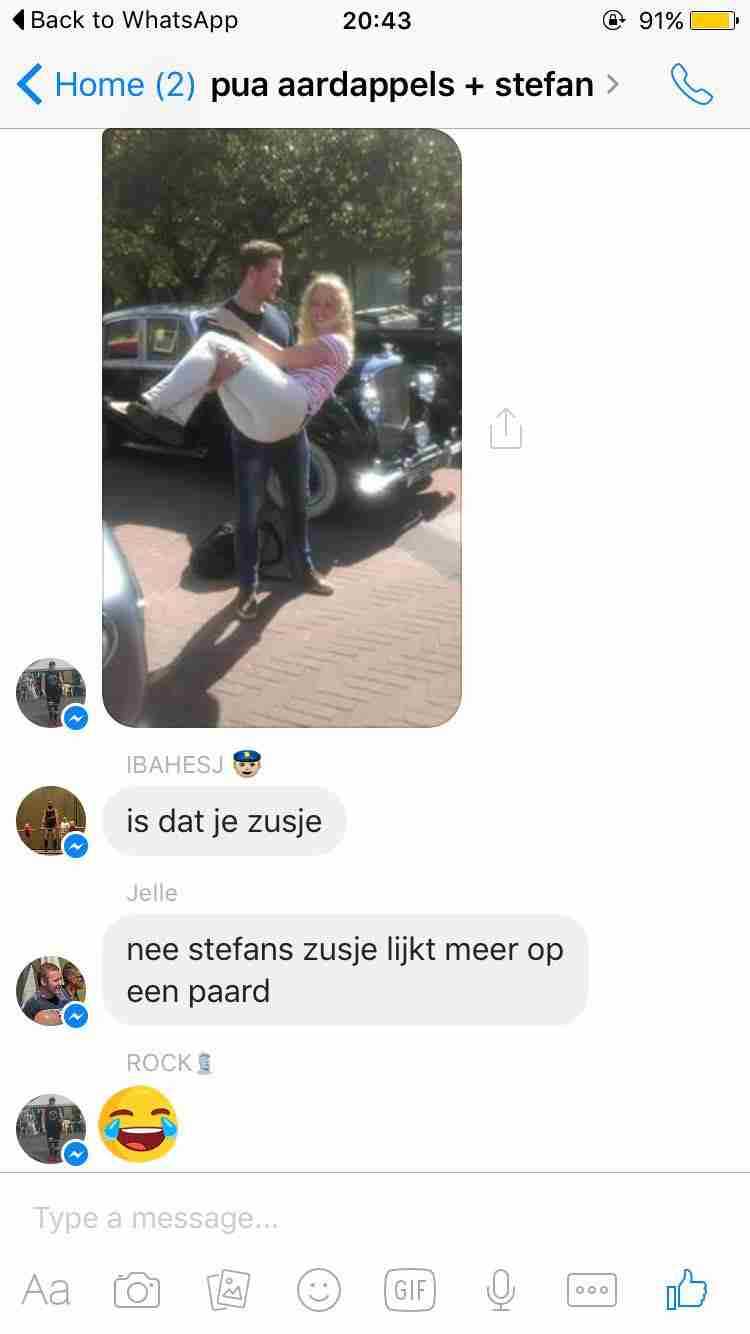 Back to WhatsApp 20:43 91%
Home (2) pua aardappels + stefan
IBAHESJ
is dat je zusje
Jelle
nee stefans zusje lijkt meer op
een paard
ROCK
Type a message...
Aa GIF